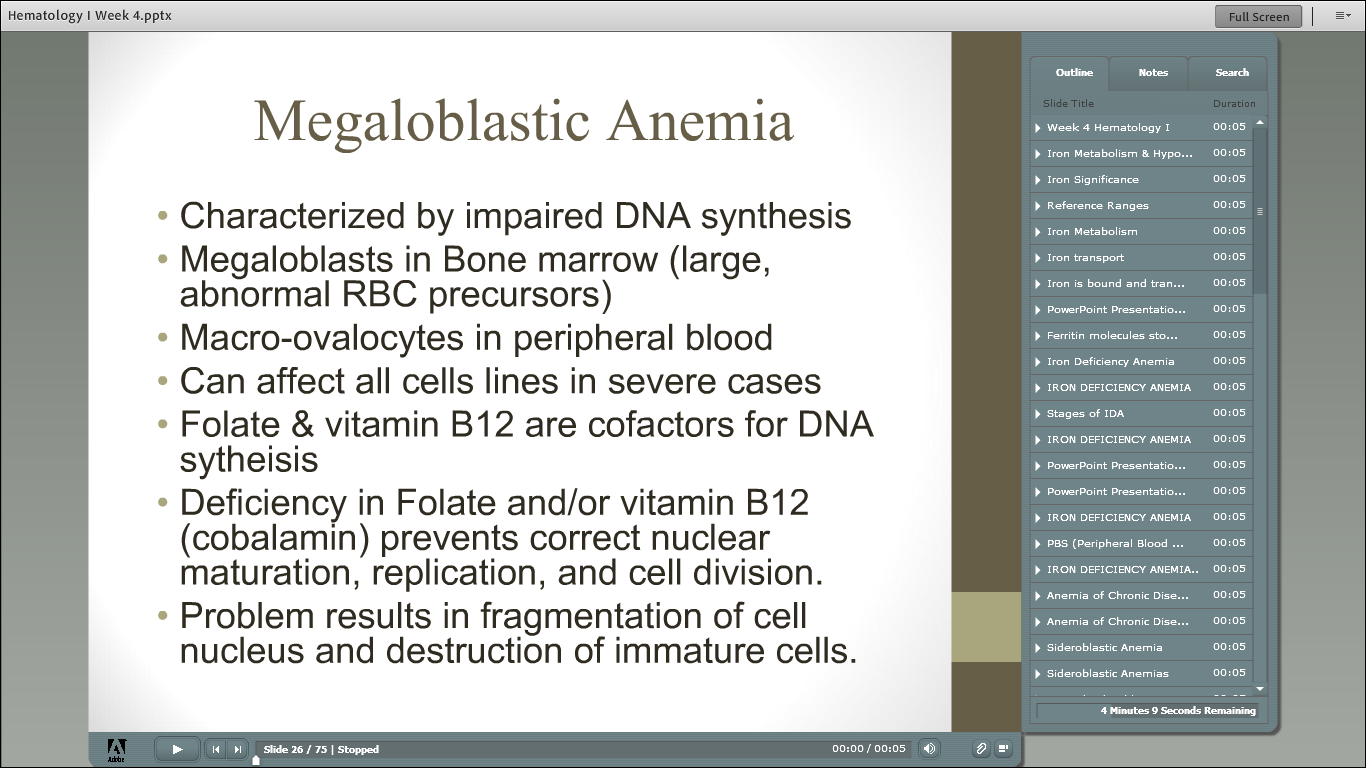 Hematology I Week 4.pptx
Full Screen
Megaloblastic Anemia
• Characterized by impaired DNA synthesis
• Megaloblasts in Bone marrow (large,
abnormal RBC precursors)
• Macro-ovalocytes in peripheral blood
• Can affect all cells lines in severe cases
• Folate & vitamin B12 are cofactors for DNA
sytheisis
• Deficiency in Folate and/or vitamin B12
(cobalamin) prevents correct nuclear
maturation, replication, and cell division.
• Problem results in fragmentation of cell
nucleus and destruction of immature cells.
Outline Notes Search
Slide Title Duration
Week 4 Hematology I 00:05
Iron Metabolism & Hypo... 00:05
Iron Significance 00:05
Reference Ranges 00:05
Iron Metabolism 00:05
Iron transport 00:05
Iron is bound and tran... 00:05
PowerPoint Presentatio... 00:05
Ferritin molecules sto... 00:05
Iron Deficiency Anemia 00:05
IRON DEFICIENCY ANEMIA 00:05
Stages of IDA 00:05
IRON DEFICIENCY ANEMIA 00:05
PowerPoint Presentatio... 00:05
PowerPoint Presentatio... 00:05
IRON DEFICIENCY ANEMIA 00:05
PBS (Peripheral Blood ... 00:05
IRON DEFICIENCY ANEMIA.. 00:05
Anemia of Chronic Dise... 00:05
Anemia of Chronic Dise... 00:05
Sideroblastic Anemia 00:05
Sideroblastic Anemias 00:05
4 Minutes 9 Seconds Remaining
Adobe
Slide 26 / 75 | Stopped
00:00 / 00:05